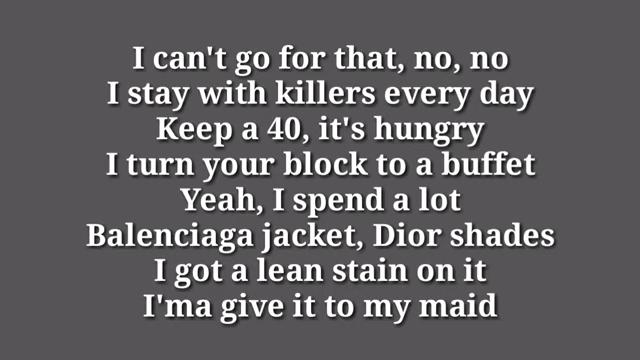 I can't go for that, no, no
I stay with killers every day
Keep a 40, it's hungry
I turn your block to a buffet
Yeah, I spend a lot
Balenciaga jacket, Dior shades
I got a lean stain on it
I'ma give it to my maid